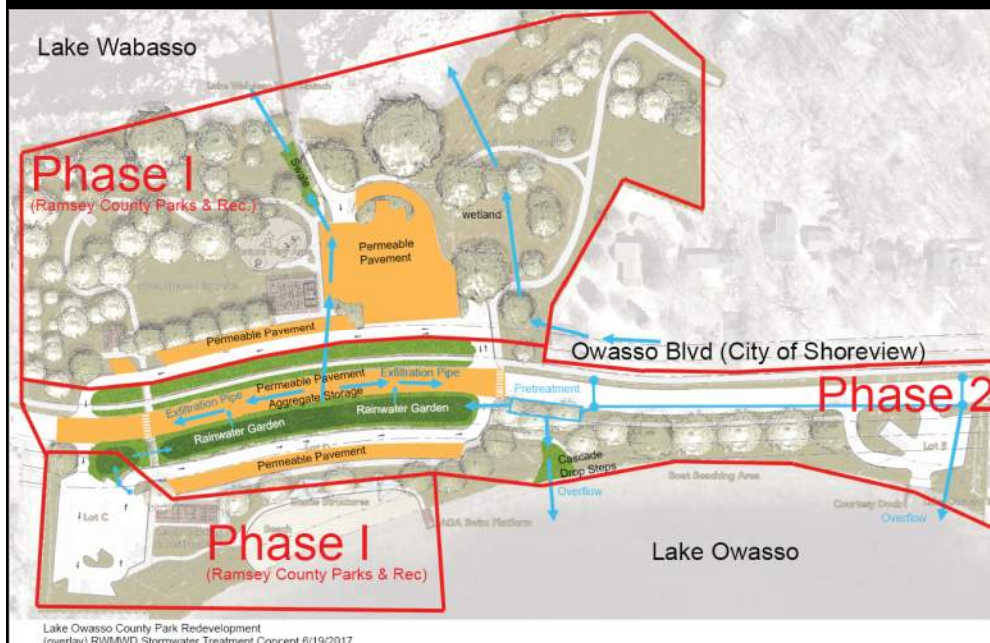 Lake Wabasso
Phase I
(Ramsey County Parks & Rec.)
Swale
wetland
Permeable
Pavement
Permeable Pavement
Owasso Blvd (City of Shoreview)
Phase 2
Permeable Pavement
Exfiltration Pipe
Exfiltration Pipe
Aggregate Storage
Pretreatment
Rainwater Garden
Rainwater Garden
Permeable Pavement
Lot B
Cascade
Drop Steps
Overflow
Boat Beaching Area
Courtesy Dock
Overflow
Lot C
Beach
ADA Swim Platform
Phase I
(Ramsey County Parks & Rec)
Lake Owasso
Lake Owasso County Park Redevelopment
(overlay) RWMWD Stormwater Treatment Concept 6/19/2017